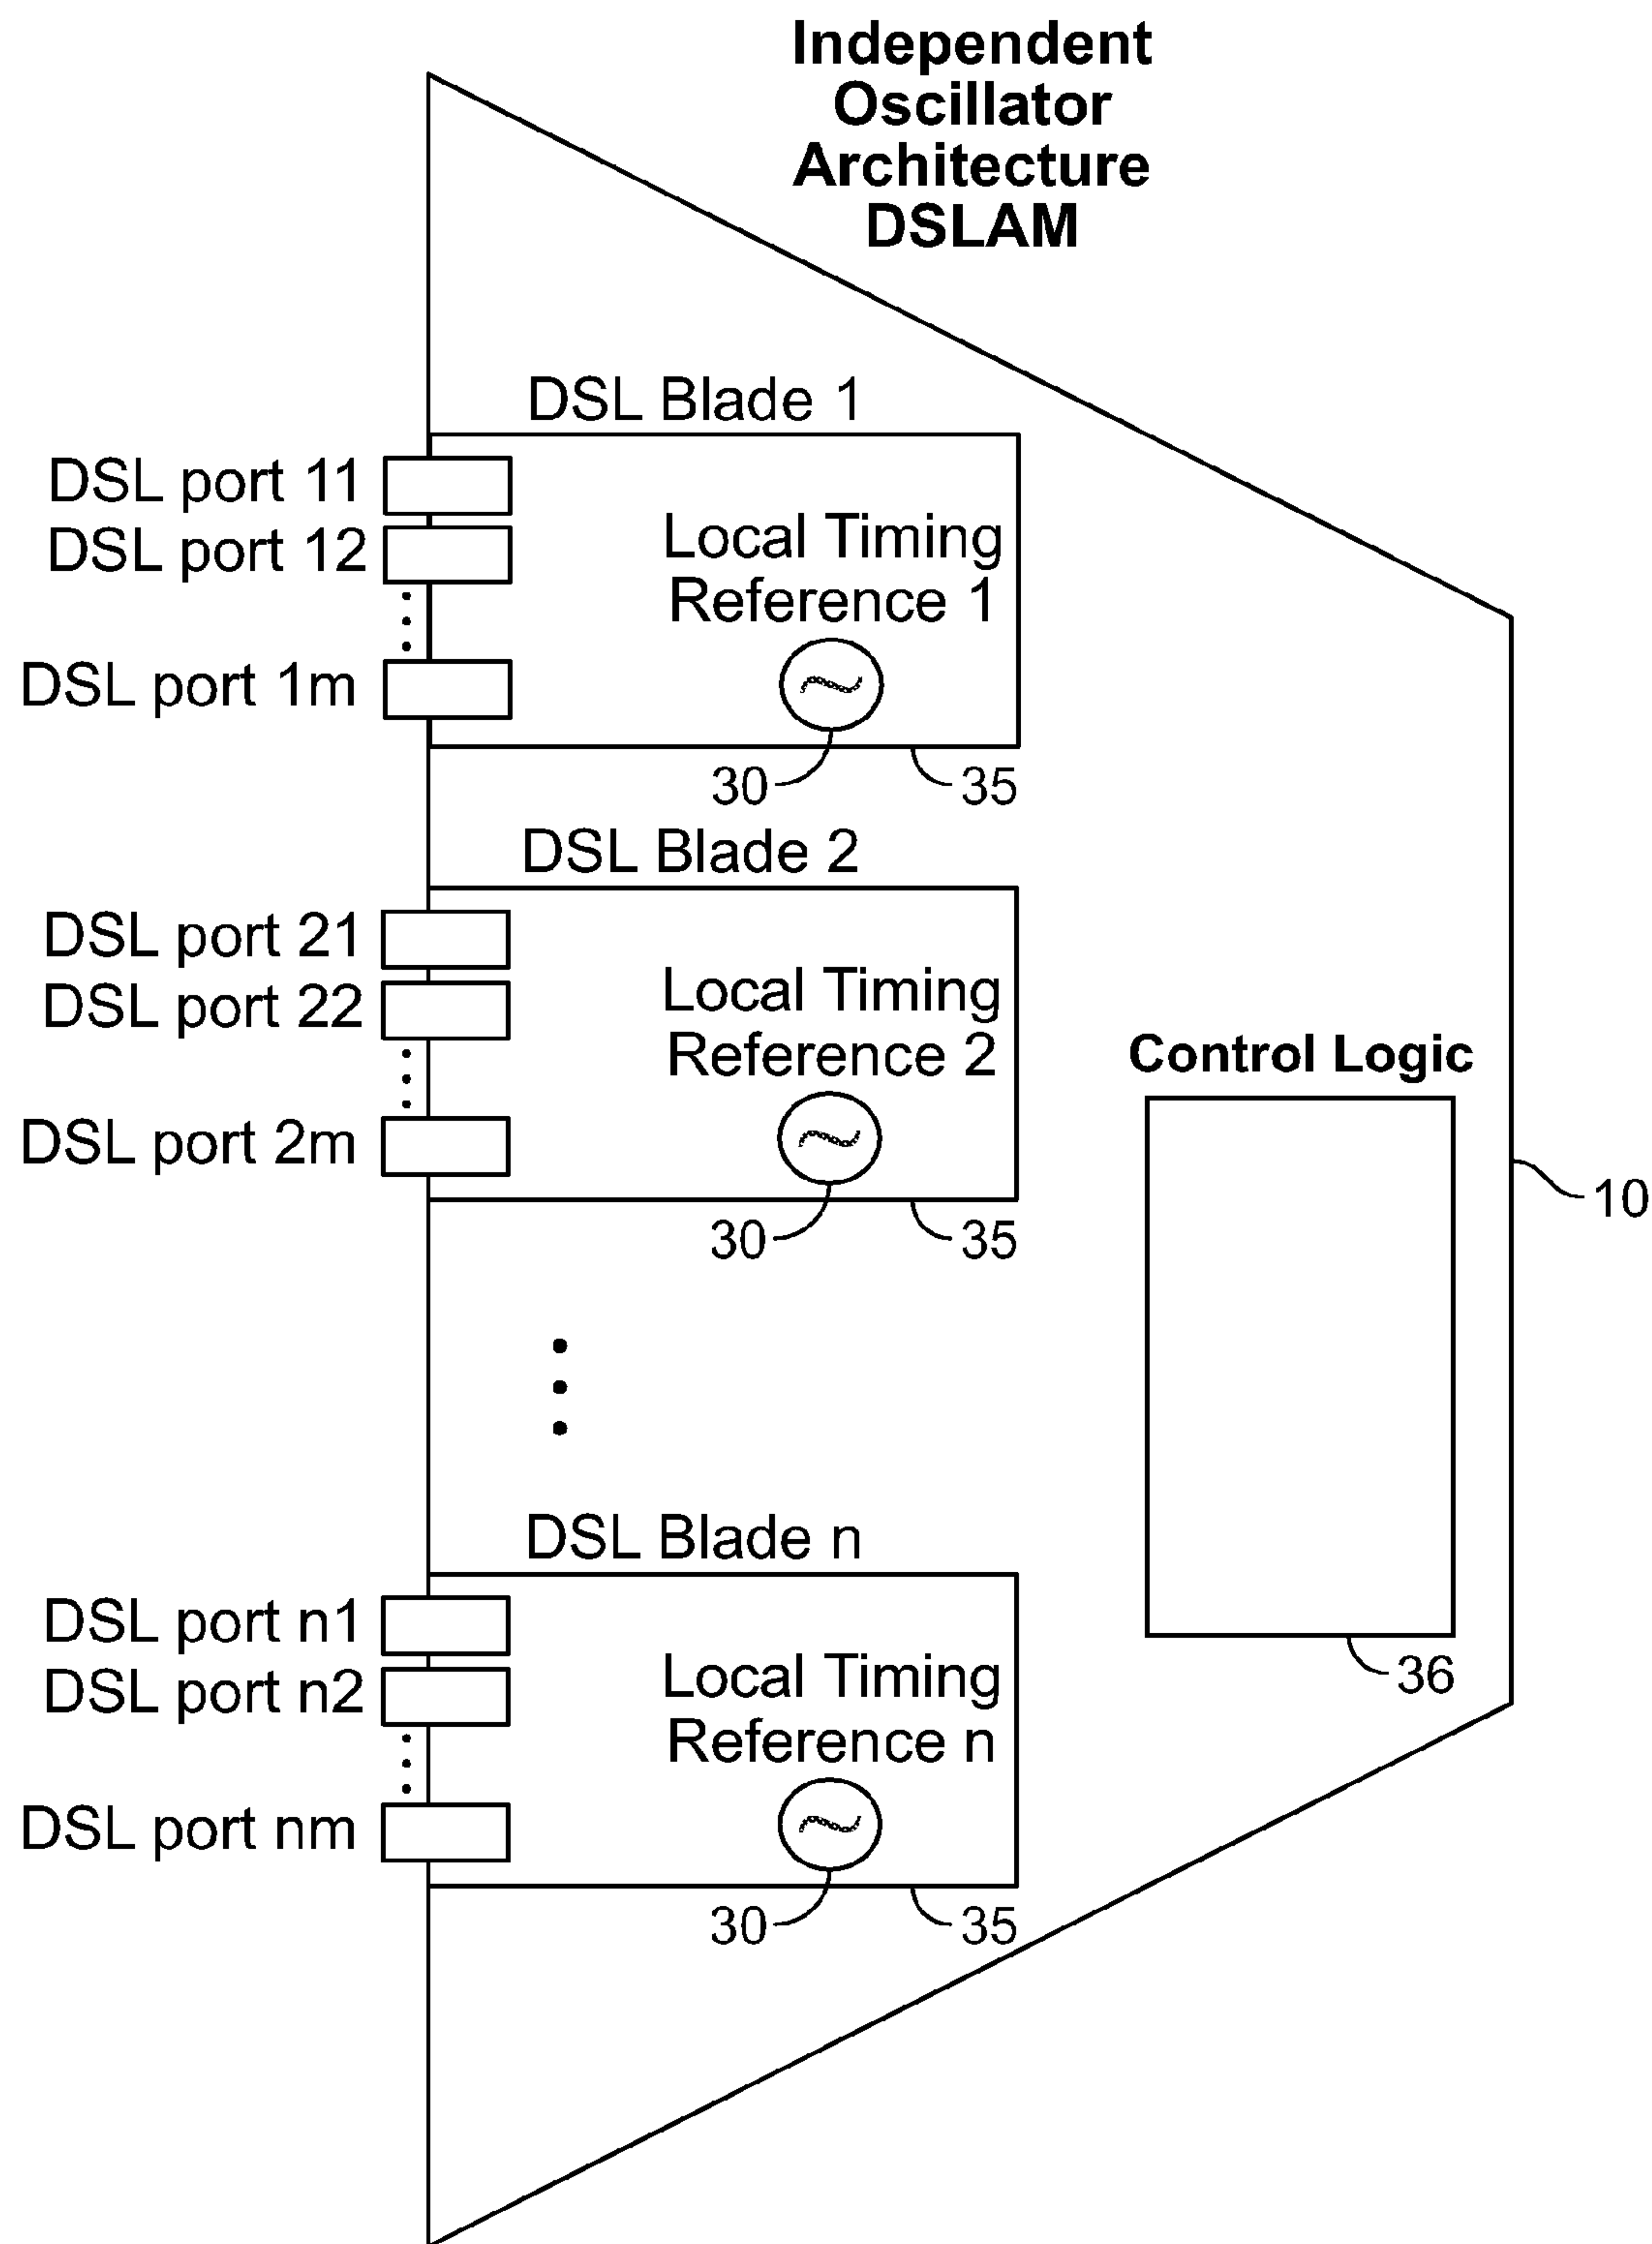 Independent
Oscillator
Architecture
DSLAM
DSL Blade 1
DSL port 11
DSL port 12
DSL port 1m
Local Timing
Reference 1
30
35
DSL Blade 2
DSL port 21
DSL port 22
DSL port 2m
Local Timing
Reference 2
30
35
Control Logic
10
36
DSL Blade n
DSL port n1
DSL port n2
DSL port nm
Local Timing
Reference n
30
35